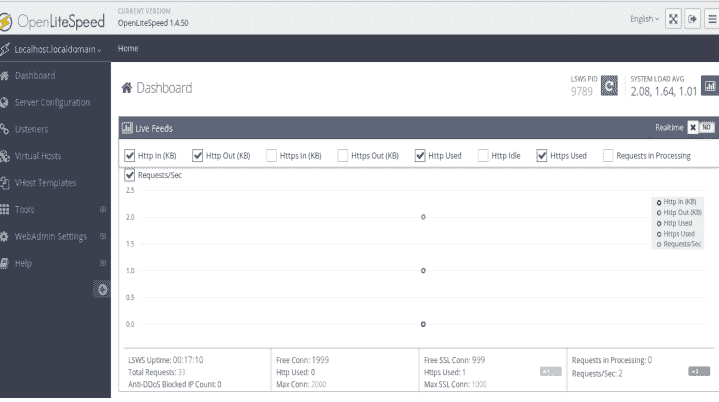 OpenLiteSpeed
CURRENT VERSION
OpenLiteSpeed 1.4.50
English
Localhost.localdomain
Home
Dashboard
Server Configuration
Listeners
Virtual Hosts
VHost Templates
Tools
WebAdmin Settings
Help
Dashboard
LSWS PID
9789
SYSTEM LOAD AVG
2.08, 1.64, 1.01
Live Feeds
Realtime
NO
Http In (KB)
Http Out (KB)
Https In (KB)
Https Out (KB)
Http Used
Http Idle
Https Used
Requests in Processing
Requests/Sec
2.5
2.0
1.5
1.0
0.5
0.0
Http In (KB)
Http Out (KB)
Http Used
Https Used
Requests/Sec
LSWS Uptime: 00:17:10
Total Requests: 33
Anti-DDoS Blocked IP Count: 0
Free Conn: 1999
Http Used: 0
Max Conn: 2000
Free SSL Conn: 999
Https Used: 1
Max SSL Conn: 1000
1
Requests in Processing: 0
Requests/Sec: 2
2